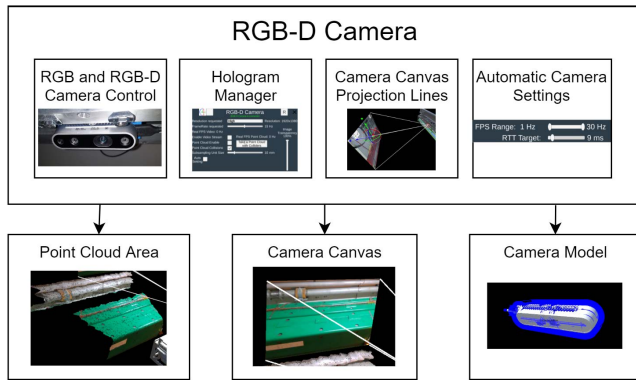 RGB-D Camera
RGB and RGB-D
Camera Control
Hologram
Manager
RGB-D Camera
Camera Canvas
Projection Lines
Automatic Camera
Settings
FPS Range: 1 Hz 30 Hz
RTT Target: 9 ms
Point Cloud Area
Camera Canvas
Camera Model